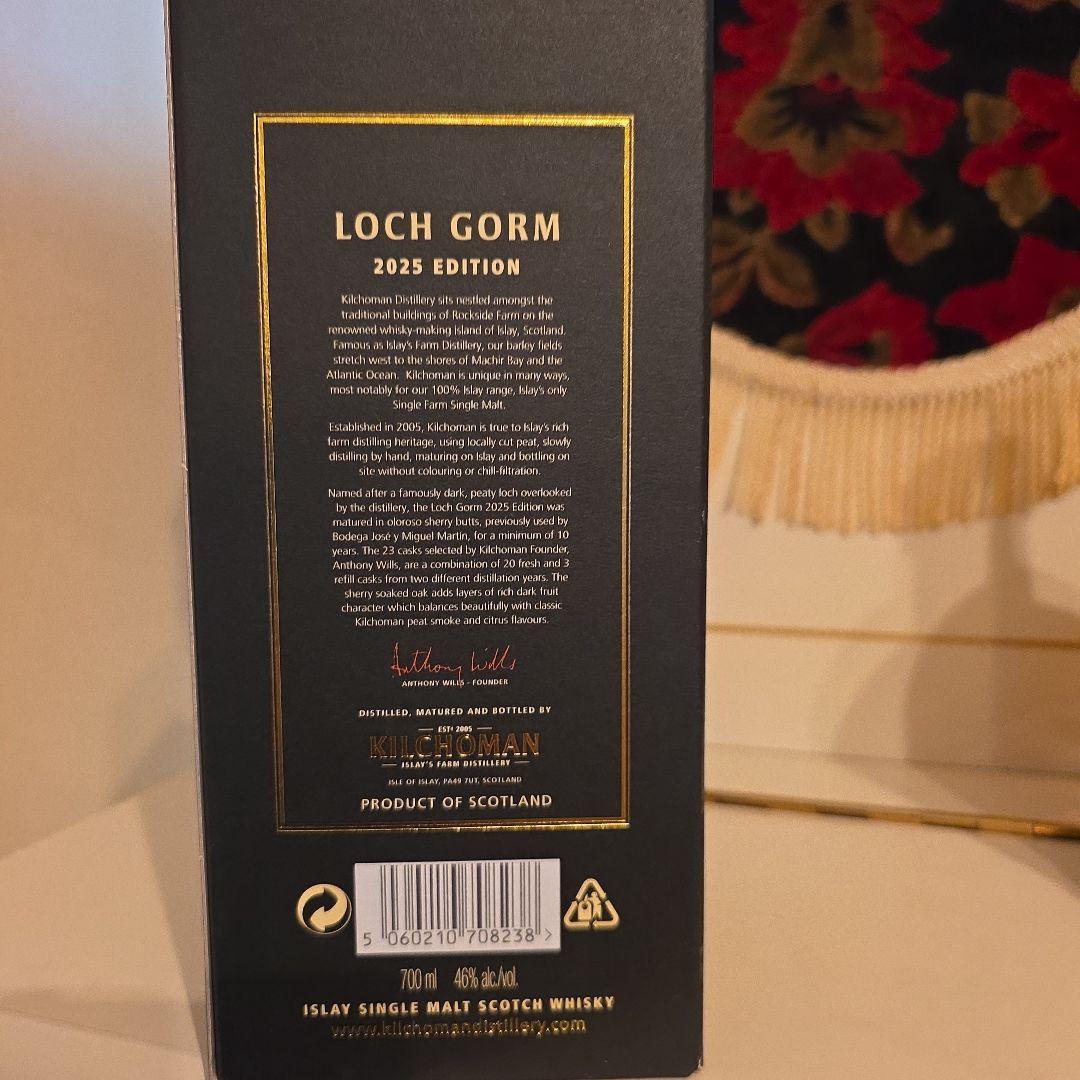 LOCH GORM
2025 EDITION
Kilchoman Distillery sits nestled amongst the
traditional buildings of Rockside Farm on the
renowned whisky-making Island of Islay, Scotland.
Famous as Islay's Farm Distillery, our barley fields
stretch west to the shores of Machir Bay and the
Atlantic Ocean. Kilchoman is unique in many ways,
most notably for our 100% Islay range, Islay's only
Single Farm Single Malt.
Established in 2005, Kilchoman is true to Islay's rich
farm distilling heritage, using locally cut peat, slowly
distilling by hand, maturing on Islay and bottling on
site without colouring or chill-filtration.
Named after a famously dark, peaty loch overlooked
by the distillery, the Loch Gorm 2025 Edition was
matured in oloroso sherry butts, previously used by
Bodega José y Miguel Martín, for a minimum of 10
years. The 23 casks selected by Kilchoman Founder,
Anthony Wills, are a combination of 20 fresh and 3
refill casks from two different distillation years. The
sherry soaked oak adds layers of rich dark fruit
character which balances beautifully with classic
Kilchoman peat smoke and citrus flavours.
Anthony Wills
ANTHONY WILLS - FOUNDER
DISTILLED, MATURED AND BOTTLED BY
ESTD 2005
KILCHOMAN
ISLAY'S FARM DISTILLERY
ISLE OF ISLAY, PA49 7UT, SCOTLAND
PRODUCT OF SCOTLAND
5 060210 708238 >
700 ml 46% alc./vol.
ISLAY SINGLE MALT SCOTCH WHISKY
www.kilchomandistillery.com